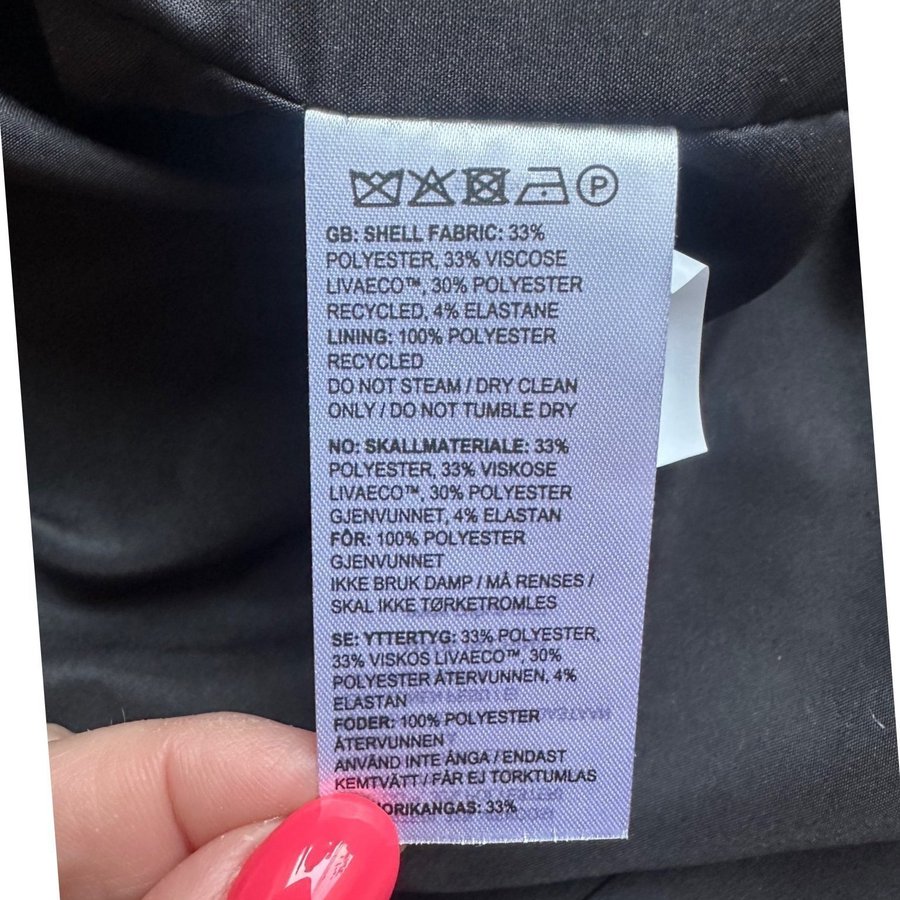 P
GB: SHELL FABRIC: 33%
POLYESTER, 33% VISCOSE
LIVAECO™, 30% POLYESTER
RECYCLED, 4% ELASTANE
LINING: 100% POLYESTER
RECYCLED
DO NOT STEAM / DRY CLEAN
ONLY / DO NOT TUMBLE DRY
NO: SKALLMATERIALE: 33%
POLYESTER, 33% VISKOSE
LIVAECO™, 30% POLYESTER
GJENVUNNET, 4% ELASTAN
FÔR: 100% POLYESTER
GJENVUNNET
IKKE BRUK DAMP / MÅ RENSES /
SKAL IKKE TØRKETROMLES
SE: YTTERTYG: 33% POLYESTER,
33% VISKOS LIVAECO™, 30%
POLYESTER ÅTERVUNNEN, 4%
ELASTAN
FODER: 100% POLYESTER
ÅTERVUNNEN
ANVÄND INTE ÅNGA / ENDAST
KEMTVÄTT / FÅR EJ TORKTUMLAS
33%